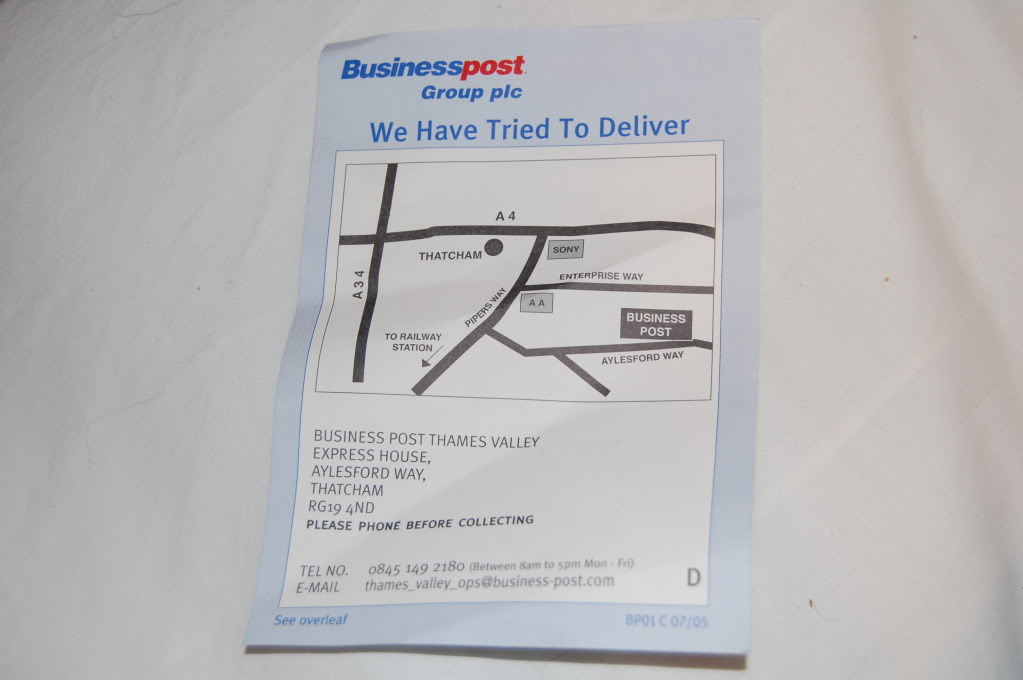 Businesspost
Group plc
We Have Tried To Deliver
A 4
THATCHAM
SONY
A 3 4
ENTERPRISE WAY
A A
PIPERS WAY
BUSINESS
POST
TO RAILWAY
STATION
AYLESFORD WAY
BUSINESS POST THAMES VALLEY
EXPRESS HOUSE,
AYLESFORD WAY,
THATCHAM
RG19 4ND
PLEASE PHONE BEFORE COLLECTING
TEL NO. 0845 149 2180 (Between 8am to 5pm Mon - Fri)
E-MAIL thames_valley_ops@business-post.com
D
See overleaf
BP01 C 07/05